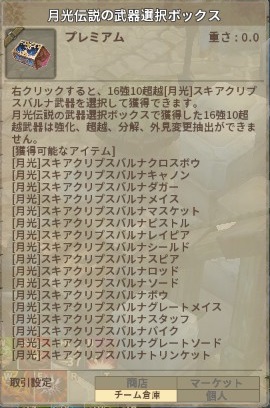 月光伝説の武器選択ボックス
プレミアム 重さ : 0.0
右クリックすると、16強10超越[月光]スキアクリプ
スバルナ武器を選択して獲得できます。
月光伝説の武器選択ボックスで獲得した16強10超
越武器は強化、超越、分解、外見変更抽出ができませ
ん。
[獲得可能なアイテム]
[月光]スキアクリプスバルナクロスボウ
[月光]スキアクリプスバルナキャノン
[月光]スキアクリプスバルナダガー
[月光]スキアクリプスバルナメイス
[月光]スキアクリプスバルナマスケット
[月光]スキアクリプスバルナピストル
[月光]スキアクリプスバルナレイピア
[月光]スキアクリプスバルナシールド
[月光]スキアクリプスバルナスピア
[月光]スキアクリプスバルナロッド
[月光]スキアクリプスバルナソード
[月光]スキアクリプスバルナボウ
[月光]スキアクリプスバルナグレートメイス
[月光]スキアクリプスバルナスタッフ
[月光]スキアクリプスバルナパイク
[月光]スキアクリプスバルナグレートソード
[月光]スキアクリプスバルナトリンケット
取引設定 商店 マーケット
チーム倉庫 個人